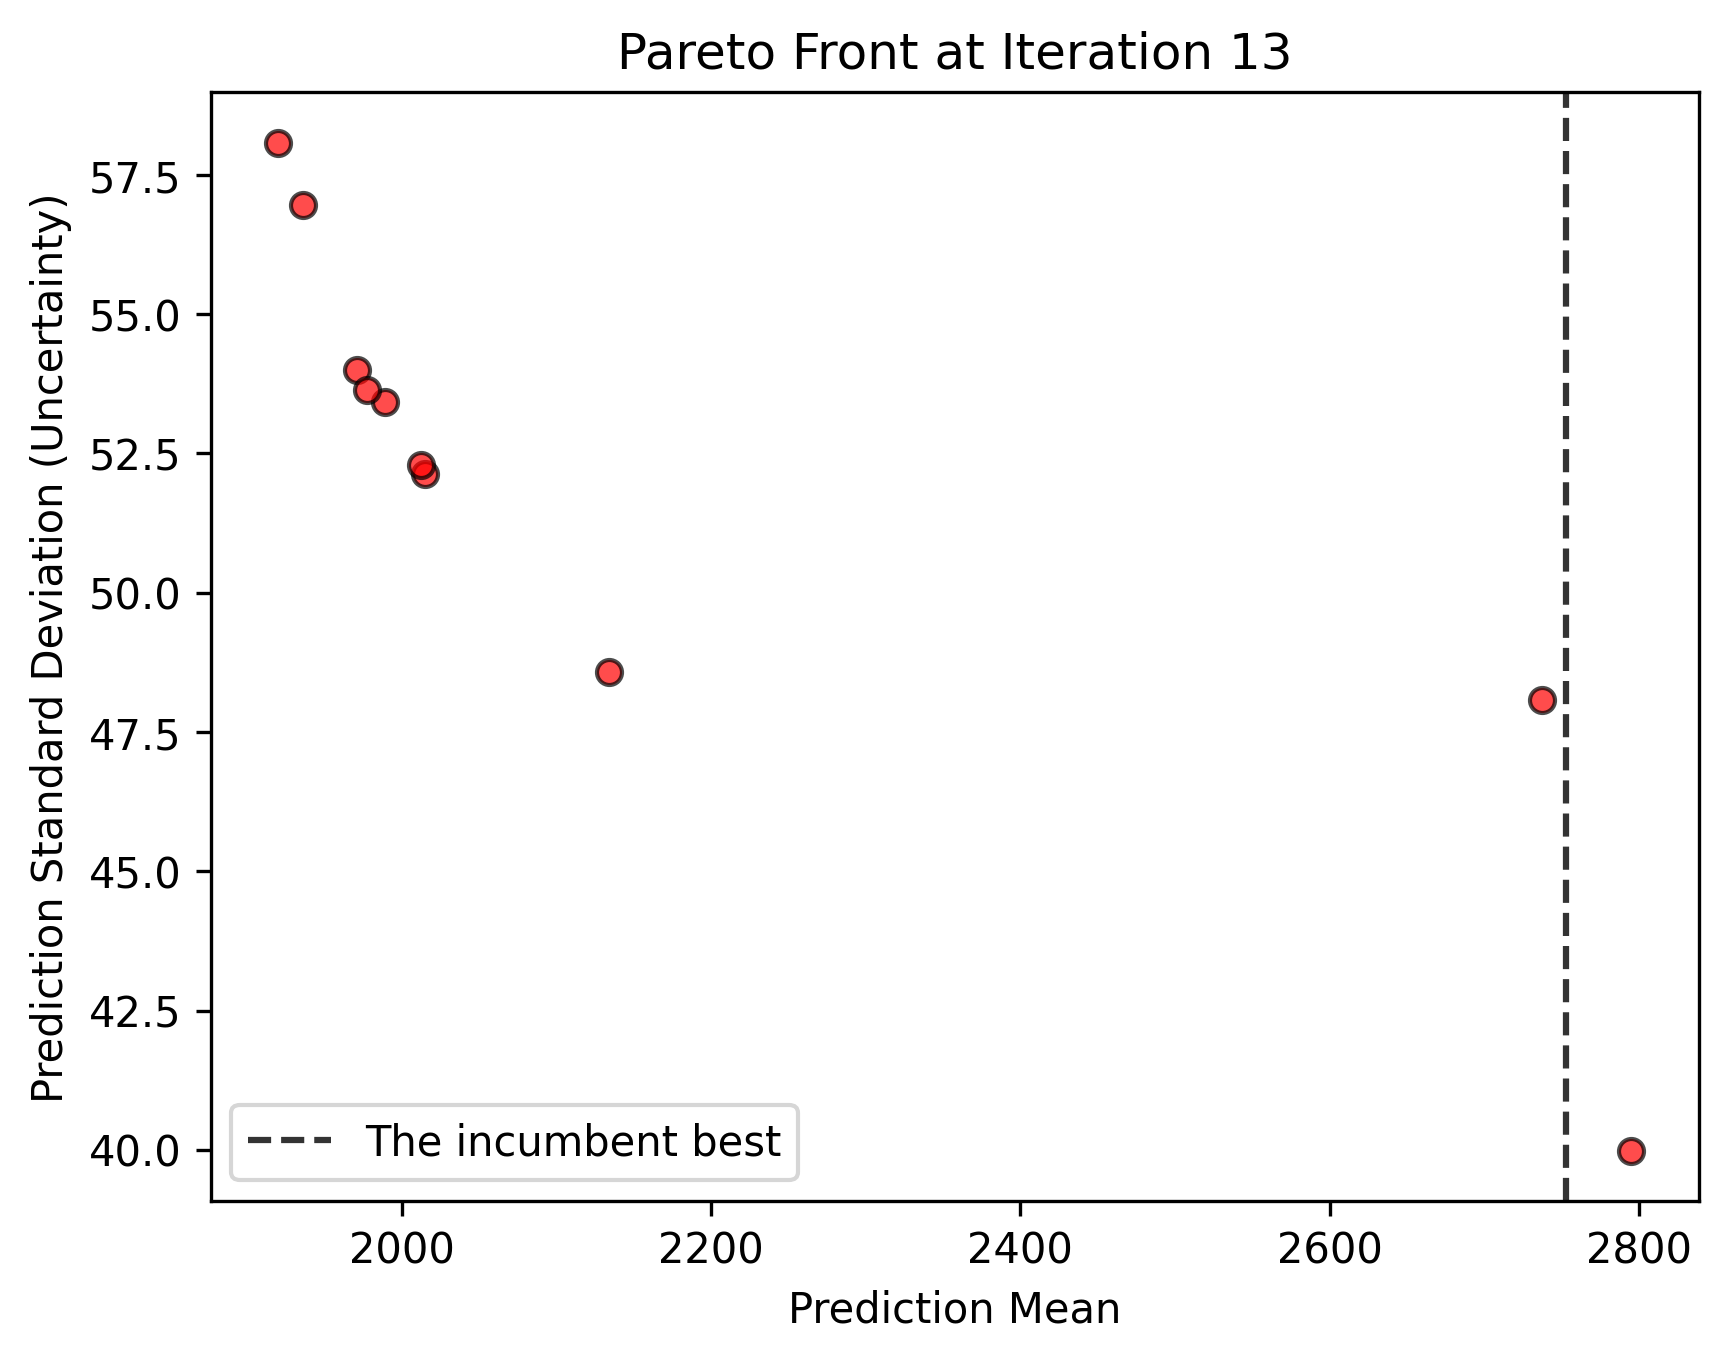 Pareto Front at Iteration 13
Prediction Standard Deviation (Uncertainty)
57.5
55.0
52.5
50.0
47.5
45.0
42.5
40.0
The incumbent best
2000 2200 2400 2600 2800
Prediction Mean